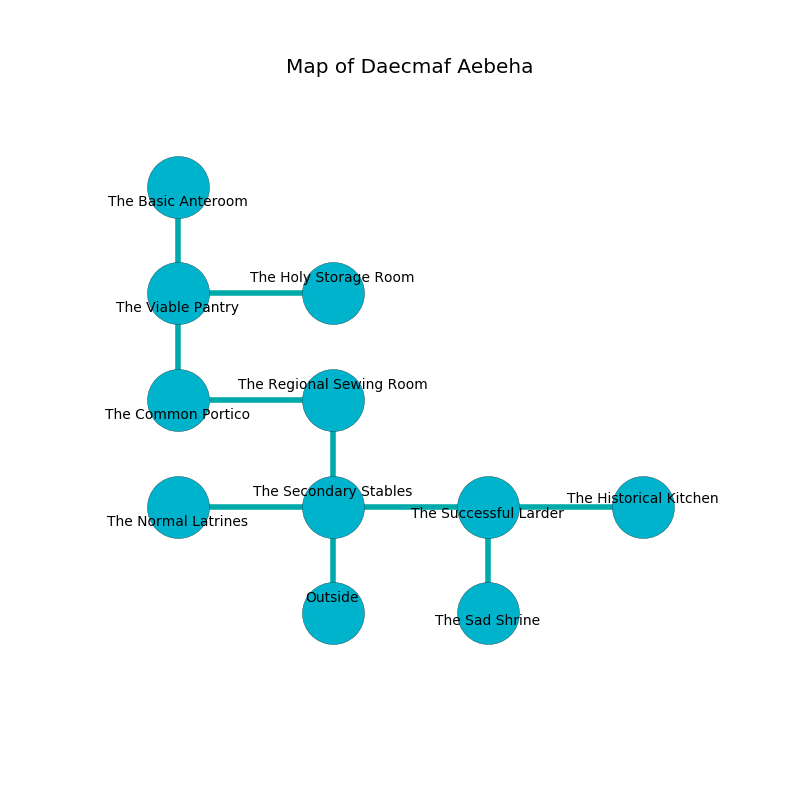 Map of Daecmaf Aebeha
The Basic Anteroom
The Holy Storage Room
The Viable Pantry
The Regional Sewing Room
The Common Portico
The Secondary Stables
The Historical Kitchen
The Successful Larder
The Normal Latrines
Outside
The Sad Shrine